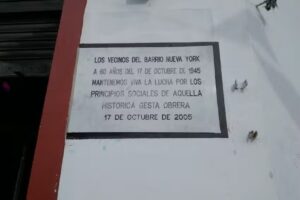 LOS VECINOS DEL BARRIO NUEVA YORK
A 60 AÑOS DEL 17 DE OCTUBRE DE 1945
MANTENEMOS VIVA LA LUCHA POR LOS
PRINCIPIOS SOCIALES DE AQUELLA
HISTORICA GESTA OBRERA
17 DE OCTUBRE DE 2005